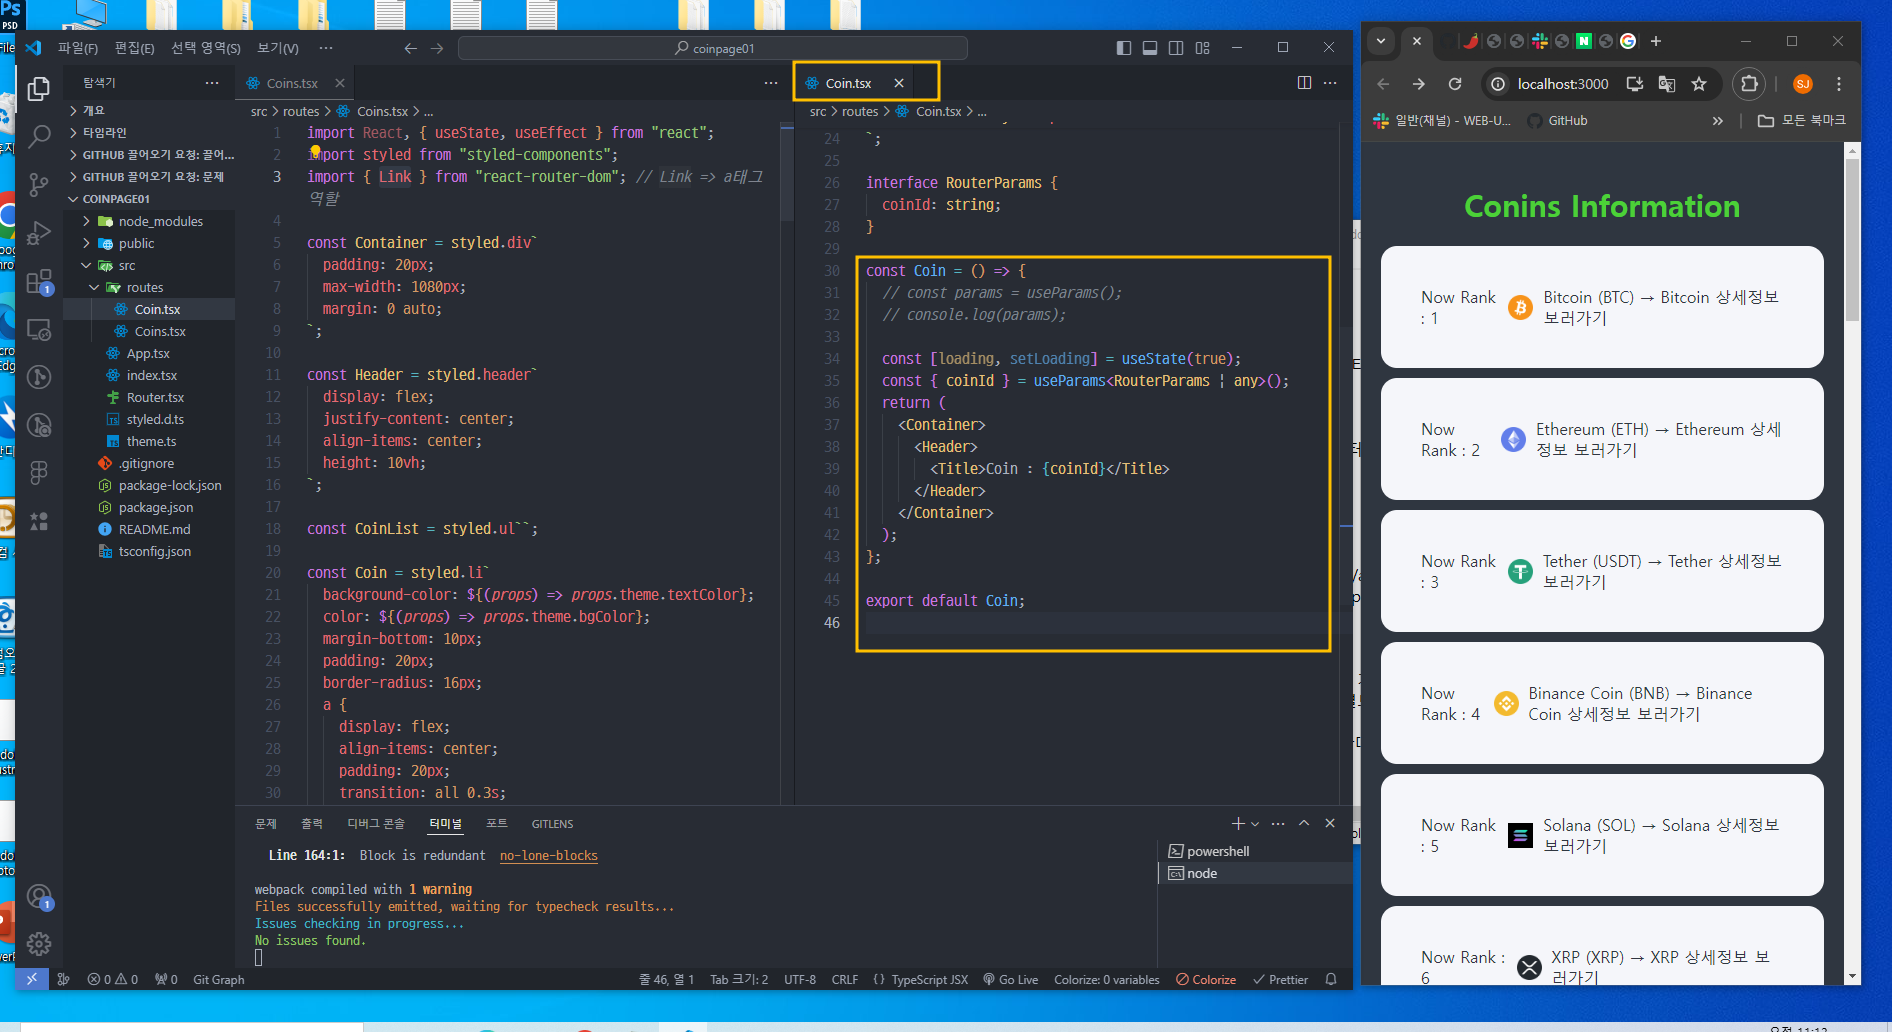 파일(F) 편집(E) 선택 영역(S) 보기(V) ··· coinpage01
탐색기
개요
타임라인
GITHUB 끌어오기 요청: 끌어...
GITHUB 끌어오기 요청: 문제
COINPAGE01
node_modules
public
src
routes
Coin.tsx
Coins.tsx
App.tsx
index.tsx
Router.tsx
styled.d.ts
theme.ts
.gitignore
package-lock.json
package.json
README.md
tsconfig.json
Coins.tsx
src > routes > Coins.tsx > ...
1 import React, { useState, useEffect } from "react";
2 import styled from "styled-components";
3 import { Link } from "react-router-dom"; // Link => a태그
역할
4
5 const Container = styled.div`
6 padding: 20px;
7 max-width: 1080px;
8 margin: 0 auto;
9 `;
10
11 const Header = styled.header`
12 display: flex;
13 justify-content: center;
14 align-items: center;
15 height: 10vh;
16 `;
17
18 const CoinList = styled.ul``;
19
20 const Coin = styled.li`
21 background-color: ${(props) => props.theme.textColor};
22 color: ${(props) => props.theme.bgColor};
23 margin-bottom: 10px;
24 padding: 20px;
25 border-radius: 16px;
26 a {
27 display: flex;
28 align-items: center;
29 padding: 20px;
30 transition: all 0.3s;
Coin.tsx
src > routes > Coin.tsx > ...
24 `;
25
26 interface RouterParams {
27 coinId: string;
28 }
29
30 const Coin = () => {
31 // const params = useParams();
32 // console.log(params);
33
34 const [loading, setLoading] = useState(true);
35 const { coinId } = useParams<RouterParams | any>();
36 return (
37 <Container>
38 <Header>
39 <Title>Coin : {coinId}</Title>
40 </Header>
41 </Container>
42 );
43 };
44
45 export default Coin;
46
문제 출력 디버그 콘솔 터미널 포트 GITLENS
Line 164:1: Block is redundant no-lone-blocks
webpack compiled with 1 warning
Files successfully emitted, waiting for typecheck results...
Issues checking in progress...
No issues found.
powershell
node
0 0 0 Git Graph 줄 46, 열 1 Tab 크기: 2 UTF-8 CRLF {} TypeScript JSX Go Live Colorize: 0 variables Colorize Prettier
localhost:3000 SJ
일반(채널) - WEB-U... GitHub » 모든 북마크
Conins Information
Now Rank : 1
Bitcoin (BTC) → Bitcoin 상세정보 보러가기
Now Rank : 2
Ethereum (ETH) → Ethereum 상세정보 보러가기
Now Rank : 3
Tether (USDT) → Tether 상세정보 보러가기
Now Rank : 4
Binance Coin (BNB) → Binance Coin 상세정보 보러가기
Now Rank : 5
Solana (SOL) → Solana 상세정보 보러가기
Now Rank : 6
XRP (XRP) → XRP 상세정보 보러가기